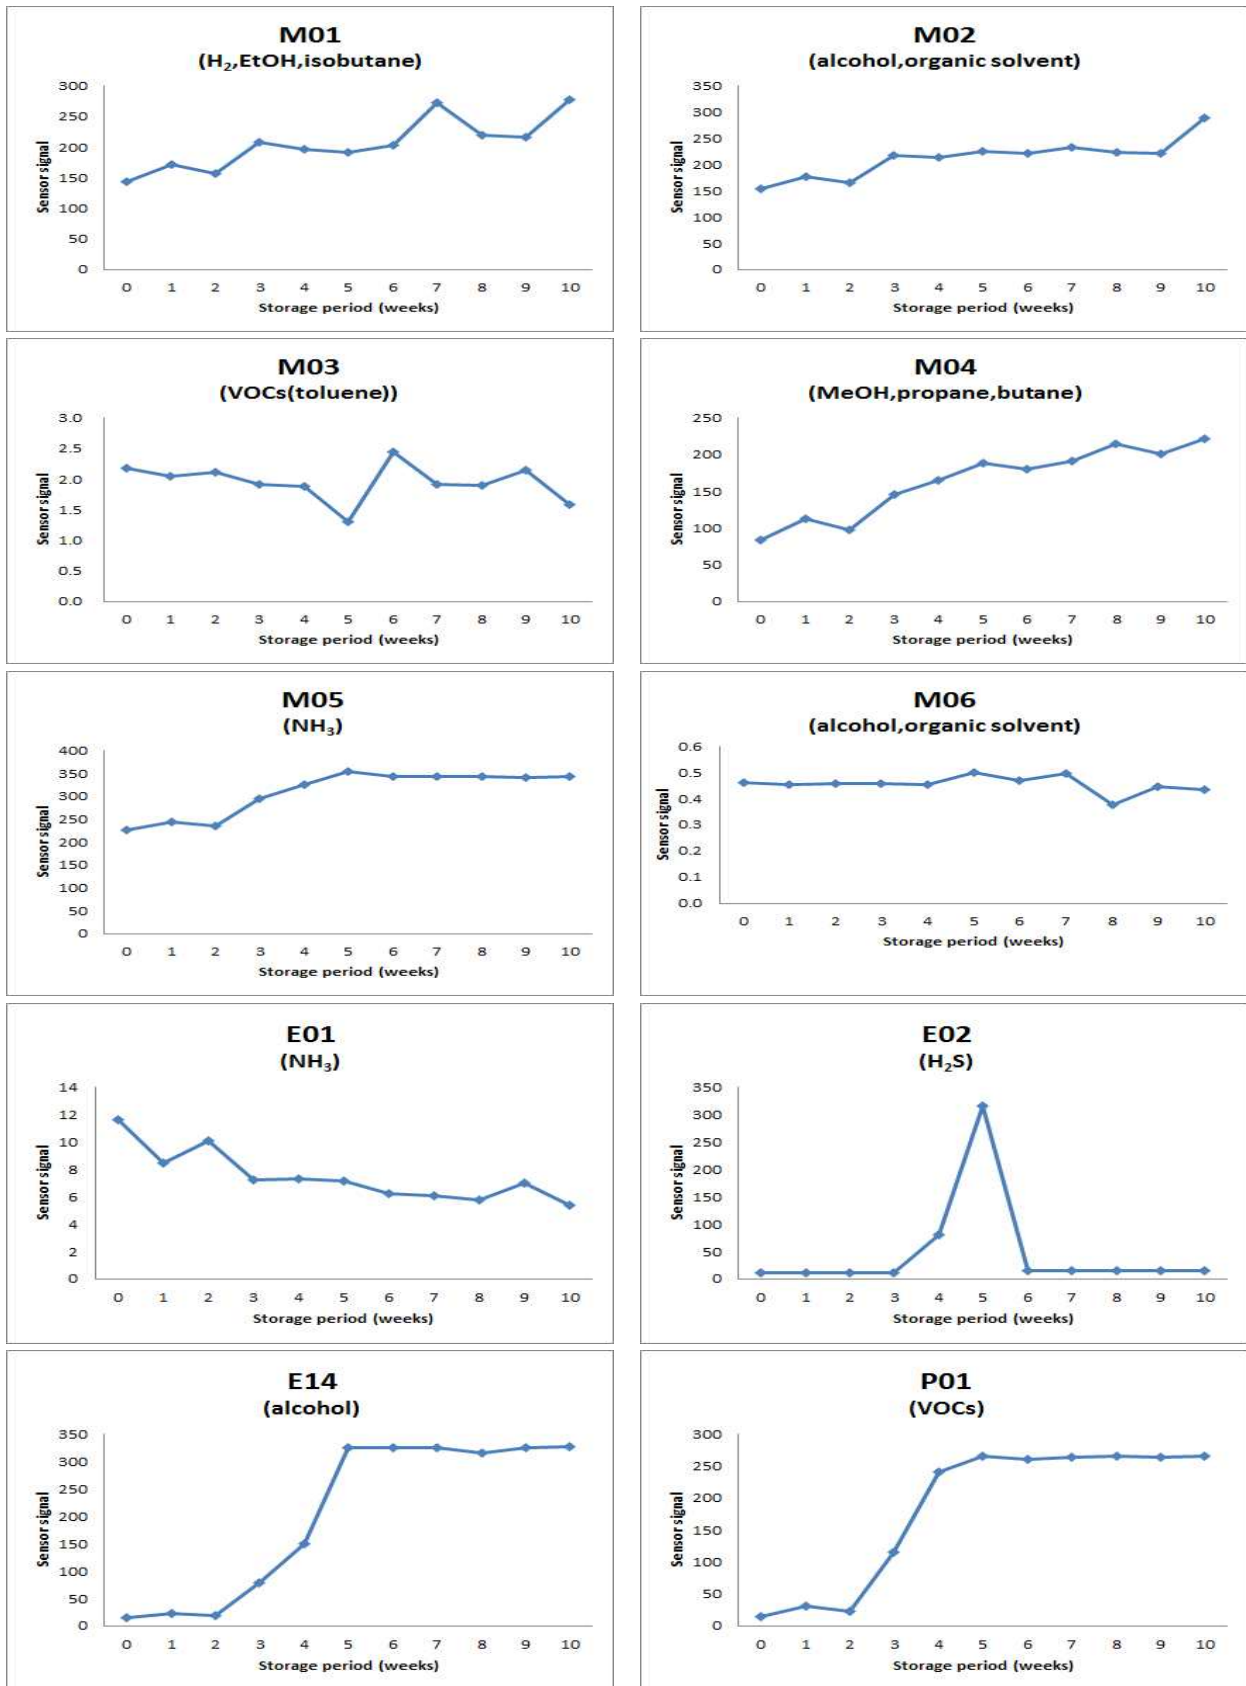 M01
(H₂,EtOH,isobutane)
300
250
200
150
100
50
0
Sensor signal
0 1 2 3 4 5 6 7 8 9 10
Storage period (weeks)
M02
(alcohol,organic solvent)
350
300
250
200
150
100
50
0
Sensor signal
0 1 2 3 4 5 6 7 8 9 10
Storage period (weeks)
M03
(VOCs(toluene))
3.0
2.5
2.0
1.5
1.0
0.5
0.0
Sensor signal
0 1 2 3 4 5 6 7 8 9 10
Storage period (weeks)
M04
(MeOH,propane,butane)
250
200
150
100
50
0
Sensor signal
0 1 2 3 4 5 6 7 8 9 10
Storage period (weeks)
M05
(NH₃)
400
350
300
250
200
150
100
50
0
Sensor signal
0 1 2 3 4 5 6 7 8 9 10
Storage period (weeks)
M06
(alcohol,organic solvent)
0.6
0.5
0.4
0.3
0.2
0.1
0.0
Sensor signal
0 1 2 3 4 5 6 7 8 9 10
Storage period (weeks)
E01
(NH₃)
14
12
10
8
6
4
2
0
Sensor signal
0 1 2 3 4 5 6 7 8 9 10
Storage period (weeks)
E02
(H₂S)
350
300
250
200
150
100
50
0
Sensor signal
0 1 2 3 4 5 6 7 8 9 10
Storage period (weeks)
E14
(alcohol)
350
300
250
200
150
100
50
0
Sensor signal
0 1 2 3 4 5 6 7 8 9 10
Storage period (weeks)
P01
(VOCs)
300
250
200
150
100
50
0
Sensor signal
0 1 2 3 4 5 6 7 8 9 10
Storage period (weeks)